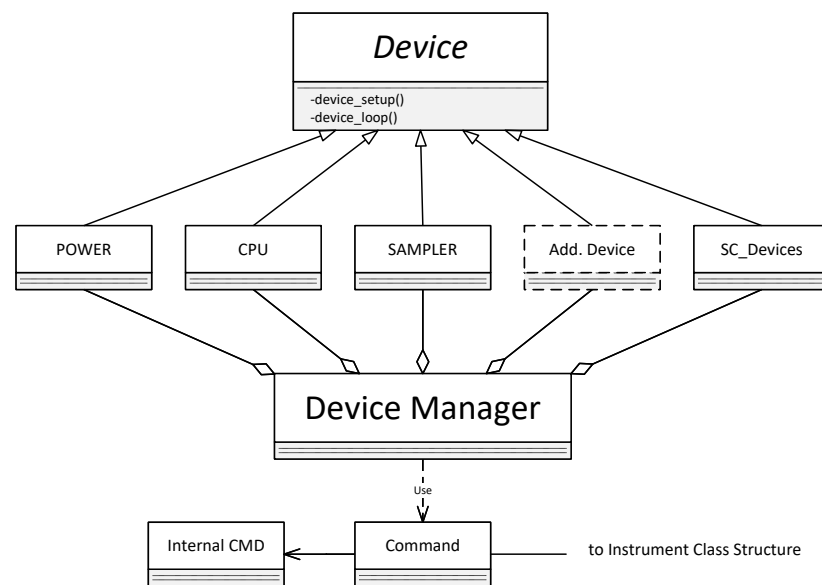 Device
-device_setup()
-device_loop()
POWER
CPU
SAMPLER
Add. Device
SC_Devices
Device Manager
Use
Internal CMD
Command
to Instrument Class Structure